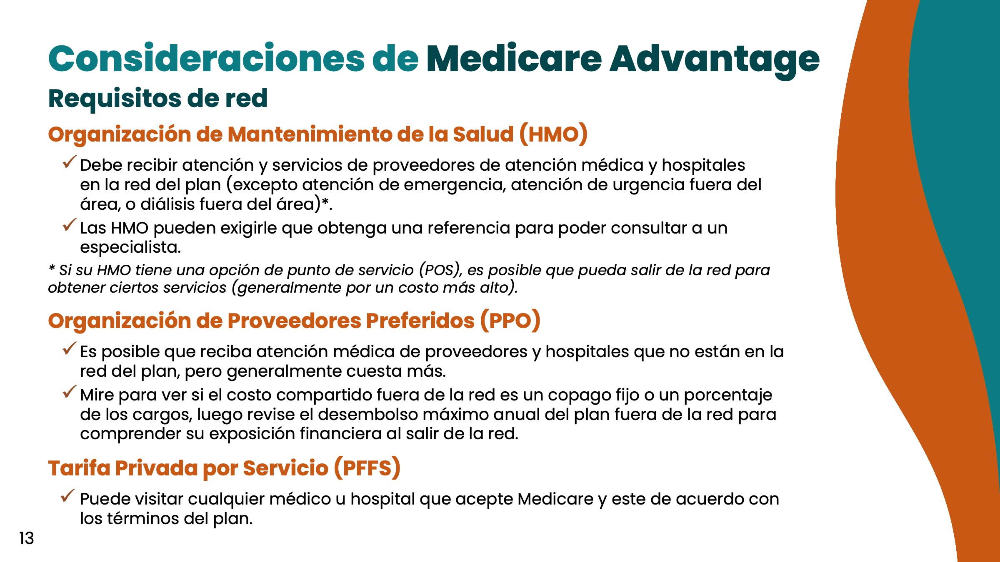 Consideraciones de Medicare Advantage
Requisitos de red
Organización de Mantenimiento de la Salud (HMO)
✓ Debe recibir atención y servicios de proveedores de atención médica y hospitales
en la red del plan (excepto atención de emergencia, atención de urgencia fuera del
área, o diálisis fuera del área)*.
✓ Las HMO pueden exigirle que obtenga una referencia para poder consultar a un
especialista.
* Si su HMO tiene una opción de punto de servicio (POS), es posible que pueda salir de la red para
obtener ciertos servicios (generalmente por un costo más alto).
Organización de Proveedores Preferidos (PPO)
✓ Es posible que reciba atención médica de proveedores y hospitales que no están en la
red del plan, pero generalmente cuesta más.
✓ Mire para ver si el costo compartido fuera de la red es un copago fijo o un porcentaje
de los cargos, luego revise el desembolso máximo anual del plan fuera de la red para
comprender su exposición financiera al salir de la red.
Tarifa Privada por Servicio (PFFS)
✓ Puede visitar cualquier médico u hospital que acepte Medicare y este de acuerdo con
los términos del plan.
13